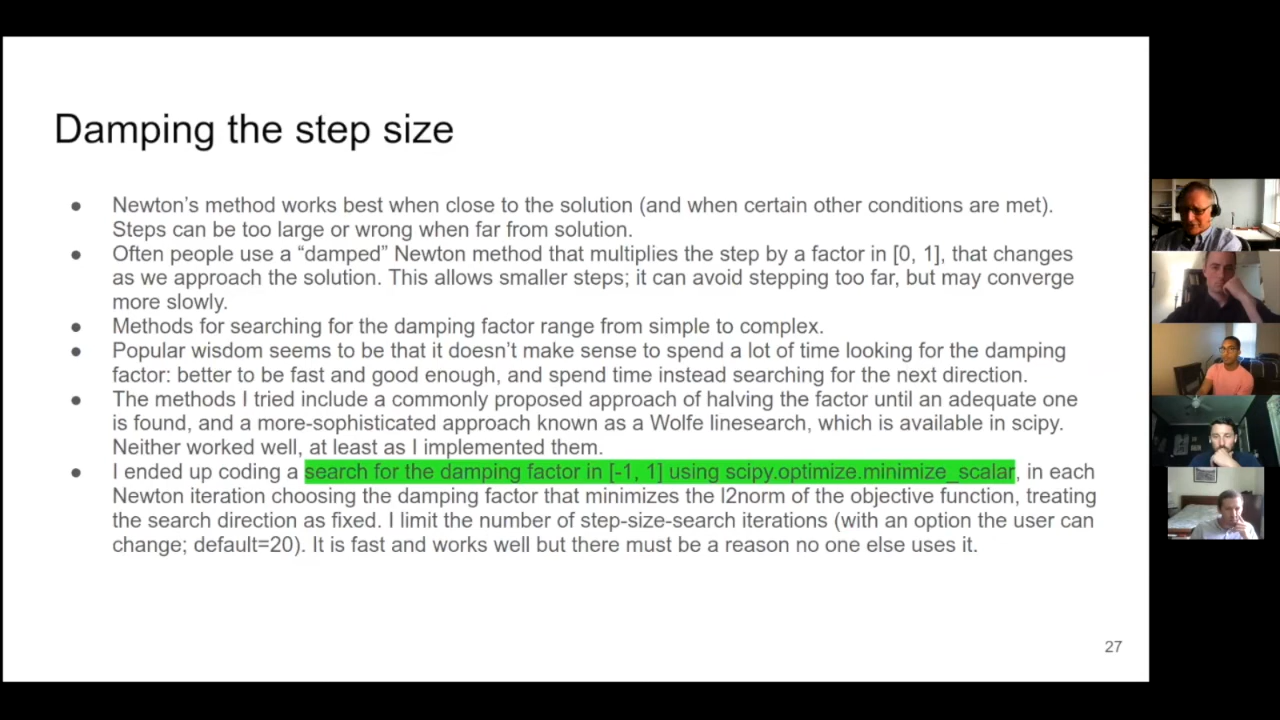 Damping the step size
● Newton’s method works best when close to the solution (and when certain other conditions are met).
Steps can be too large or wrong when far from solution.
● Often people use a “damped” Newton method that multiplies the step by a factor in [0, 1], that changes
as we approach the solution. This allows smaller steps; it can avoid stepping too far, but may converge
more slowly.
● Methods for searching for the damping factor range from simple to complex.
● Popular wisdom seems to be that it doesn’t make sense to spend a lot of time looking for the damping
factor: better to be fast and good enough, and spend time instead searching for the next direction.
● The methods I tried include a commonly proposed approach of halving the factor until an adequate one
is found, and a more-sophisticated approach known as a Wolfe linesearch, which is available in scipy.
Neither worked well, at least as I implemented them.
● I ended up coding a search for the damping factor in [-1, 1] using scipy.optimize.minimize_scalar, in each
Newton iteration choosing the damping factor that minimizes the l2norm of the objective function, treating
the search direction as fixed. I limit the number of step-size-search iterations (with an option the user can
change; default=20). It is fast and works well but there must be a reason no one else uses it.
27